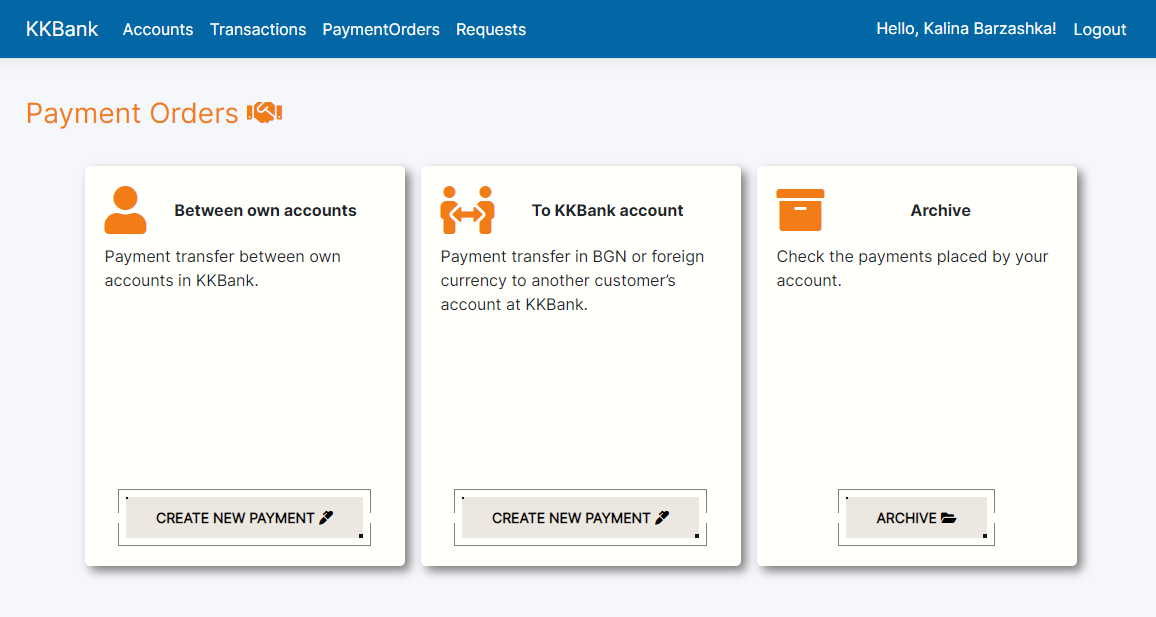 KKBank Accounts Transactions PaymentOrders Requests Hello, Kalina Barzashka! Logout
Payment Orders
Between own accounts
Payment transfer between own
accounts in KKBank.
CREATE NEW PAYMENT
To KKBank account
Payment transfer in BGN or foreign
currency to another customer’s
account at KKBank.
CREATE NEW PAYMENT
Archive
Check the payments placed by your
account.
ARCHIVE